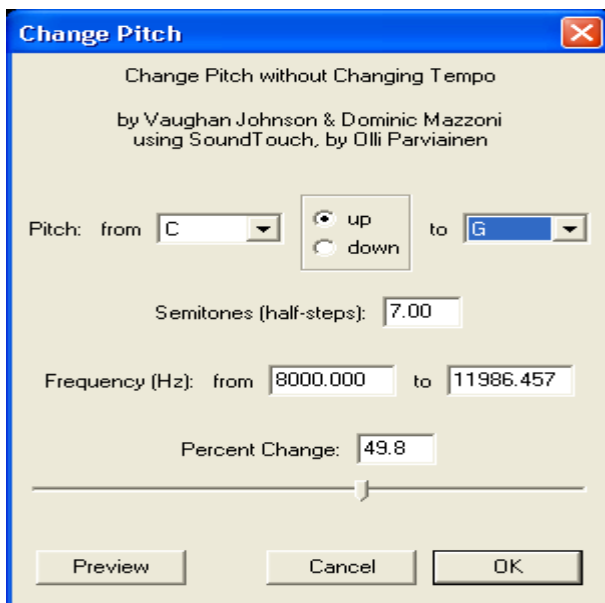 Change Pitch
Change Pitch without Changing Tempo
by Vaughan Johnson & Dominic Mazzoni
using SoundTouch, by Olli Parviainen
Pitch: from C up down to G
Semitones (half-steps): 7.00
Frequency (Hz): from 8000.000 to 11986.457
Percent Change: 49.8
Preview Cancel OK